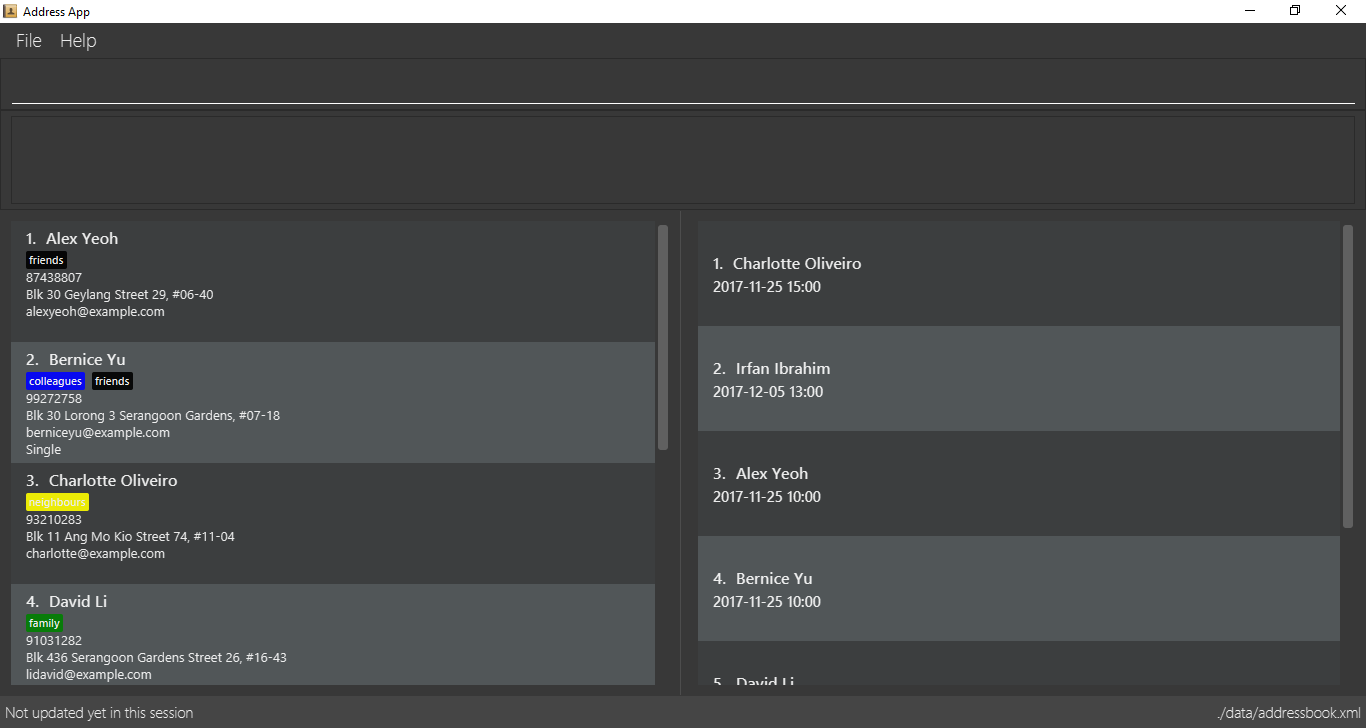 Address App
File Help
1. Alex Yeoh
friends
87438807
Blk 30 Geylang Street 29, #06-40
alexyeoh@example.com
2. Bernice Yu
colleagues friends
99272758
Blk 30 Lorong 3 Serangoon Gardens, #07-18
berniceyu@example.com
Single
3. Charlotte Oliveiro
neighbours
93210283
Blk 11 Ang Mo Kio Street 74, #11-04
charlotte@example.com
4. David Li
family
91031282
Blk 436 Serangoon Gardens Street 26, #16-43
lidavid@example.com
1. Charlotte Oliveiro
2017-11-25 15:00
2. Irfan Ibrahim
2017-12-05 13:00
3. Alex Yeoh
2017-11-25 10:00
4. Bernice Yu
2017-11-25 10:00
5. David Li
Not updated yet in this session
./data/addressbook.xml